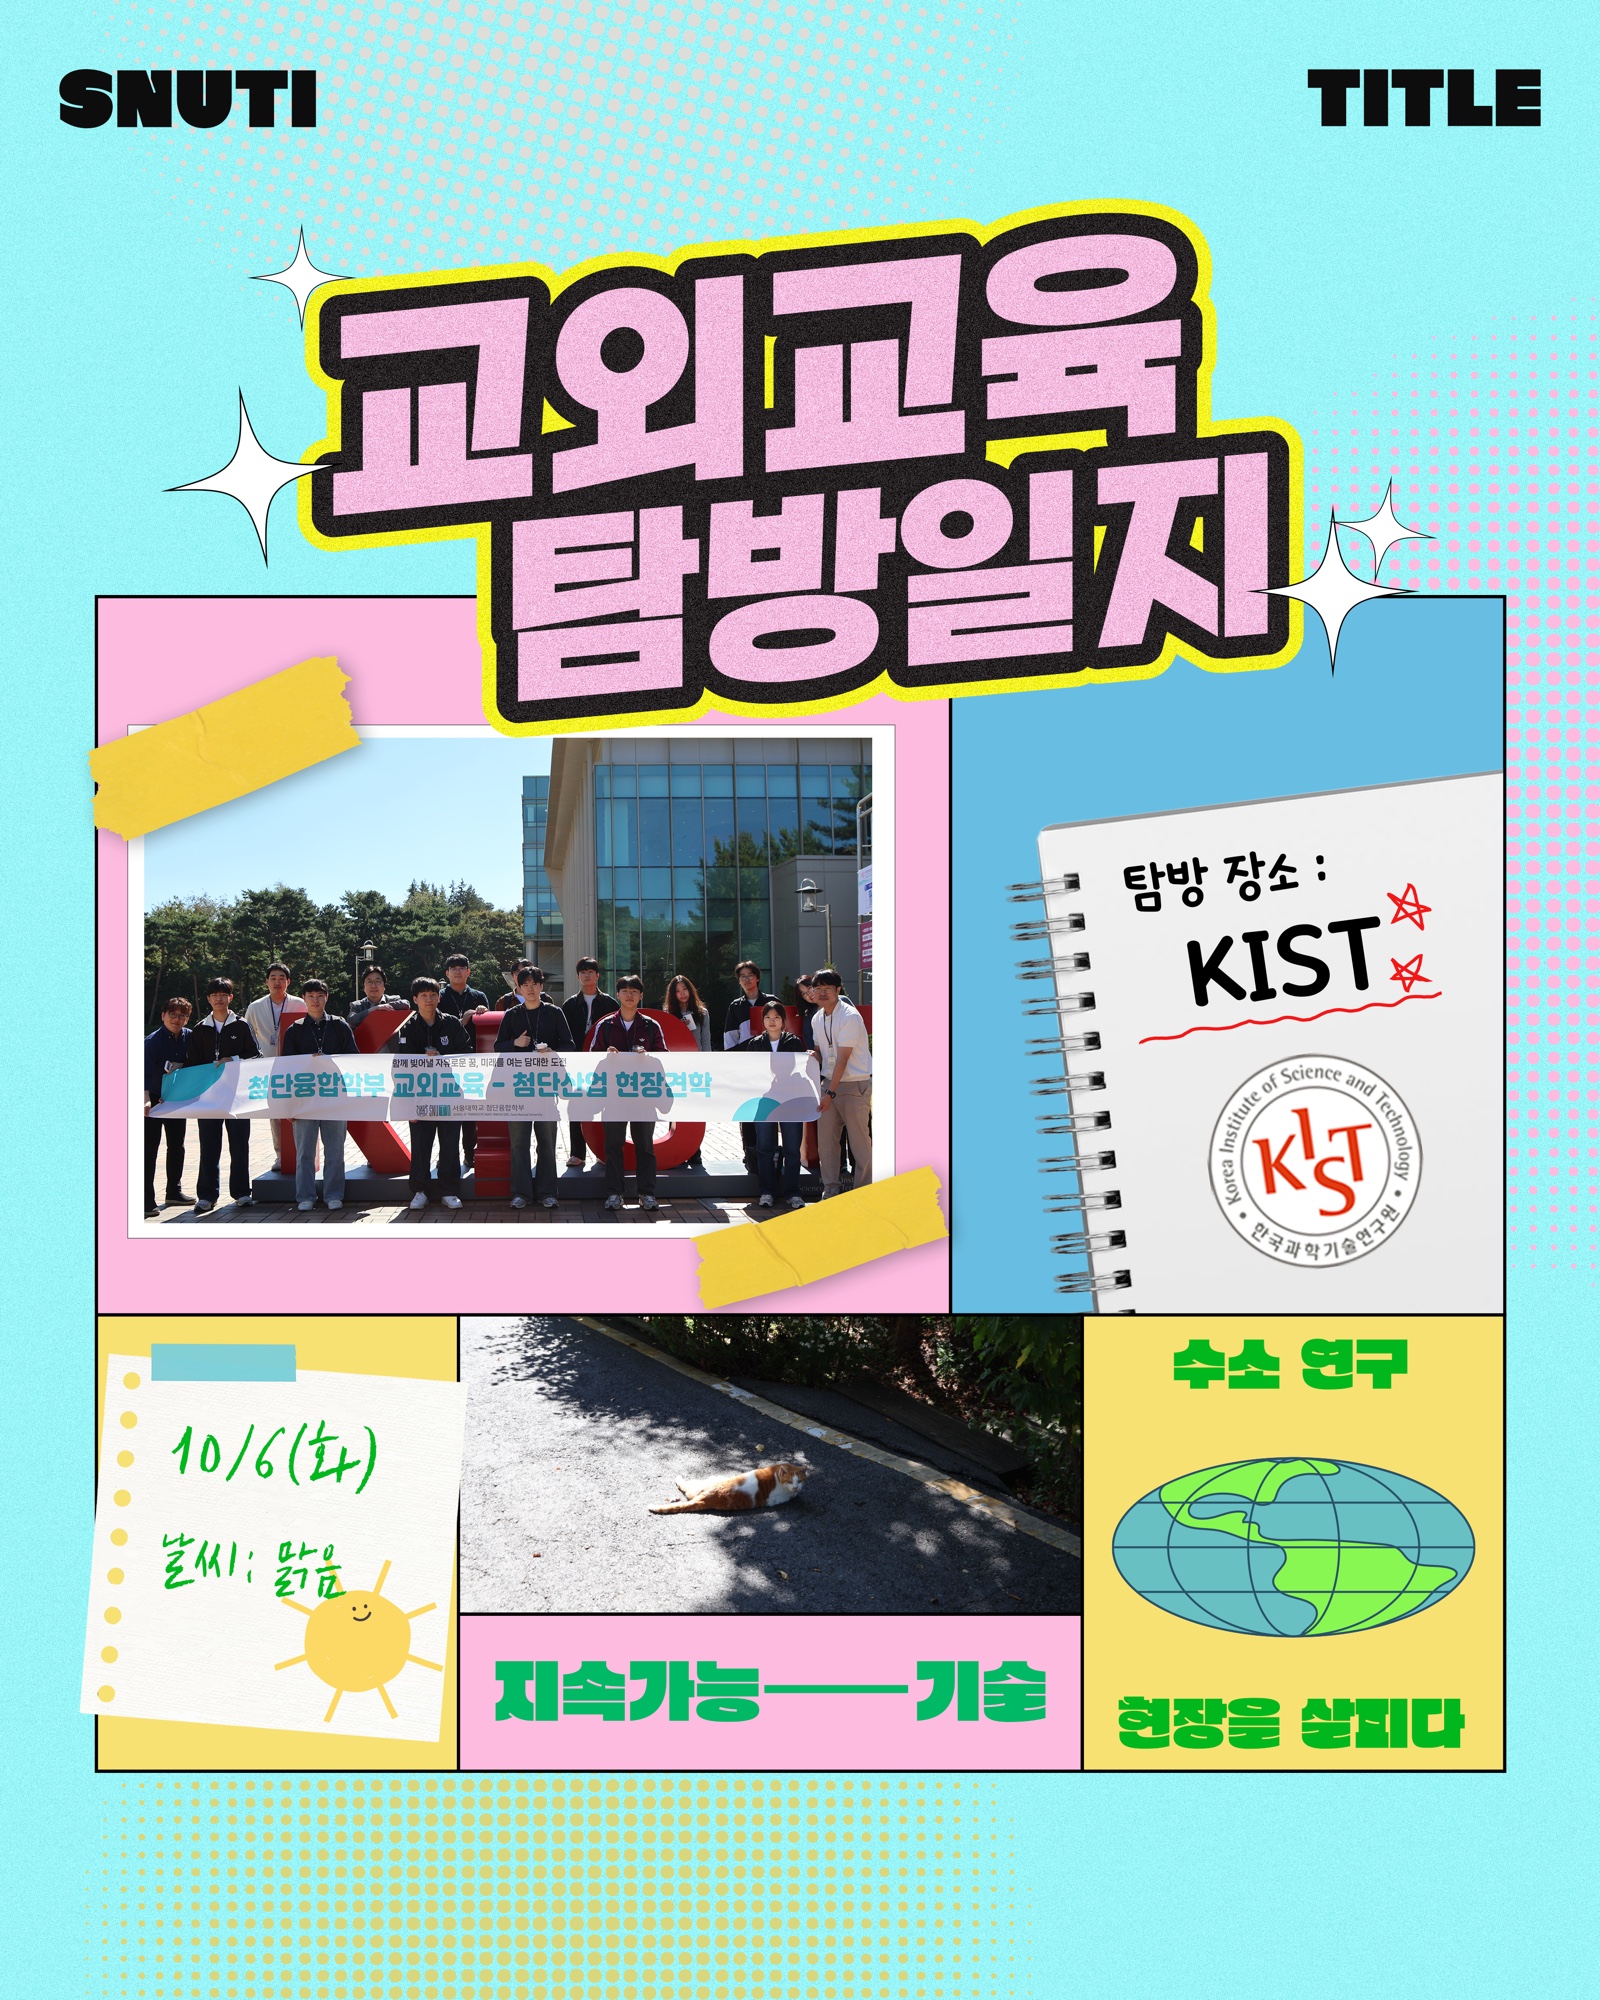 SNUTI
TITLE
교외교육
탐방일지
탐방 장소 :
KIST
함께 빚어낼 자유로운 꿈, 미래를 여는 담대한 도전
첨단융합학부 교외교육 - 첨단산업 현장견학
서울대학교 첨단융합학부
Korea Institute of Science and Technology
KIST
한국과학기술연구원
10/6(화)
날씨: 맑음
수소 연구
지속가능——기술
현장을 살피다